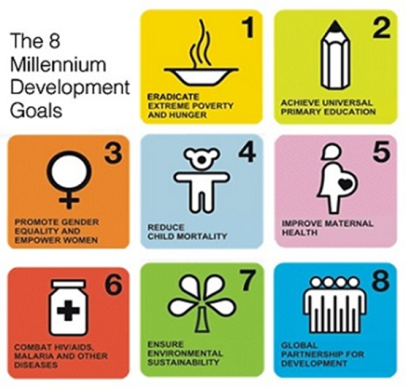 The 8
Millennium
Development
Goals
1
ERADICATE
EXTREME POVERTY
AND HUNGER
2
ACHIEVE UNIVERSAL
PRIMARY EDUCATION
3
PROMOTE GENDER
EQUALITY AND
EMPOWER WOMEN
4
REDUCE
CHILD MORTALITY
5
IMPROVE MATERNAL
HEALTH
6
COMBAT HIV/AIDS,
MALARIA AND OTHER
DISEASES
7
ENSURE
ENVIRONMENTAL
SUSTAINABILITY
8
GLOBAL
PARTNERSHIP FOR
DEVELOPMENT